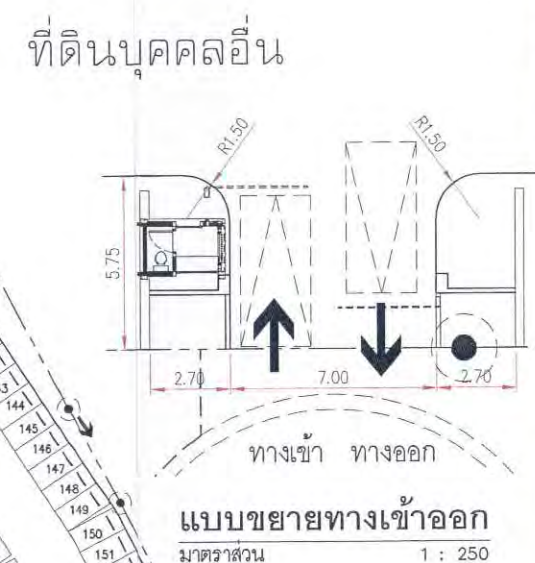 ที่ดินบุคคลอื่น
R1.50
R1.50
5.75
2.70
7.00
2.70
ทางเข้า ทางออก
144
145
146
147
148
149
150
151
แบบขยายทางเข้าออก
มาตราส่วน 1 : 250